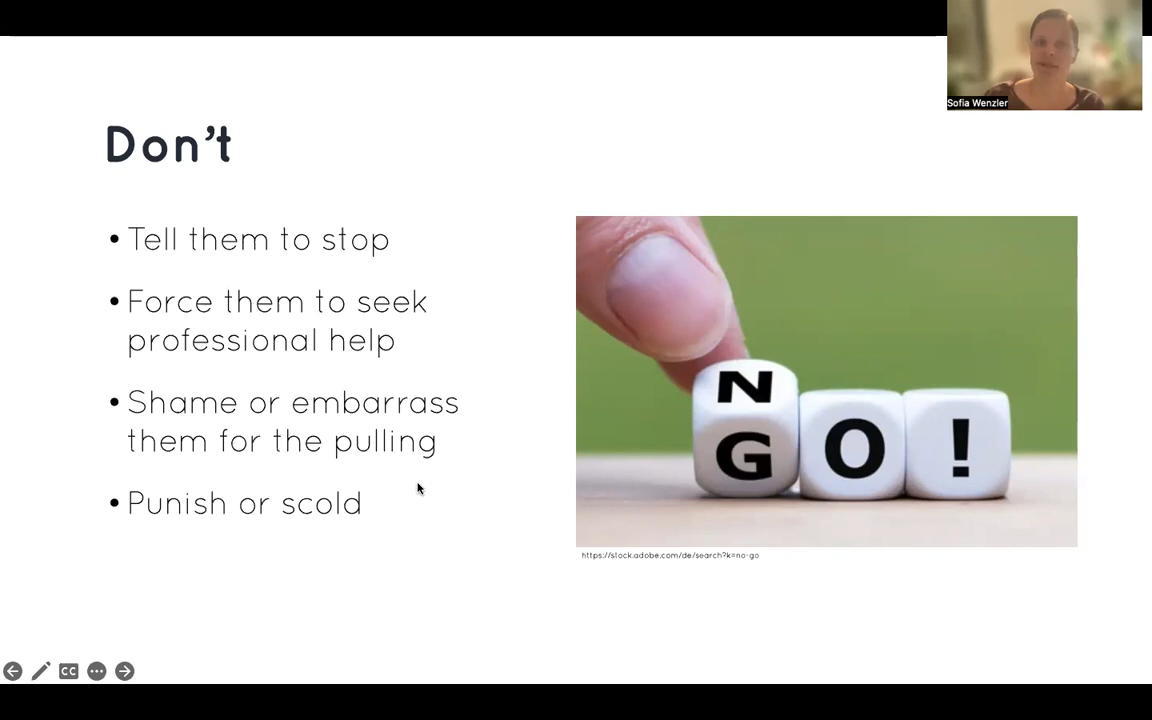 Sofia Wenzler
Don't
• Tell them to stop
• Force them to seek
professional help
• Shame or embarrass
them for the pulling
• Punish or scold
N
GO!
https://stock.adobe.com/de/search?k=no-go
CC